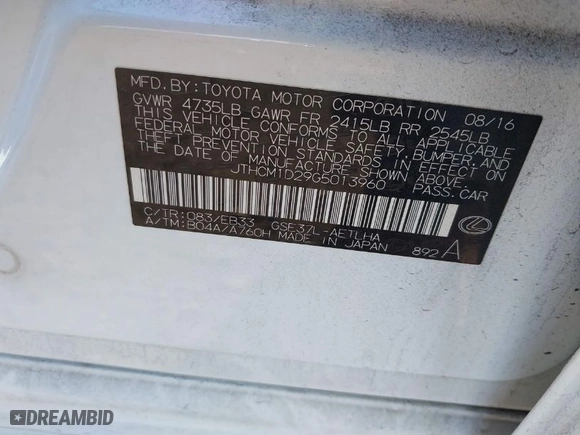 MFD. BY: TOYOTA MOTOR CORPORATION 08/16
GVWR 4735LB GAWR FR 2415LB RR 2545LB
THIS VEHICLE CONFORMS TO ALL APPLICABLE
FEDERAL MOTOR VEHICLE SAFETY, BUMPER, AND
THEFT PREVENTION STANDARDS IN EFFECT ON
THE DATE OF MANUFACTURE SHOWN ABOVE.
JTHCM1D29G5013960 PASS. CAR
C/TR: 083/EB33 GSE37L-AETLHA
A/TM: B04A/A760H MADE IN JAPAN 892 A
DREAMBID